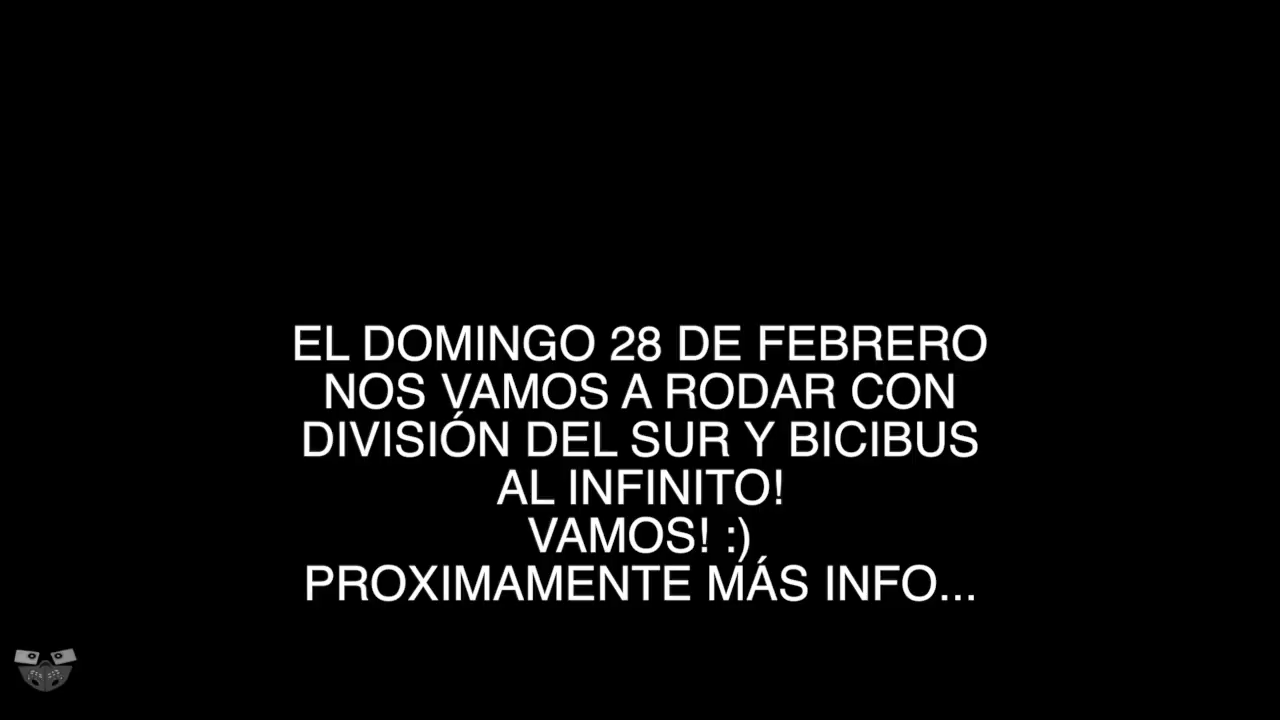 EL DOMINGO 28 DE FEBRERO
NOS VAMOS A RODAR CON
DIVISIÓN DEL SUR Y BICIBUS
AL INFINITO!
VAMOS! :)
PROXIMAMENTE MÁS INFO...